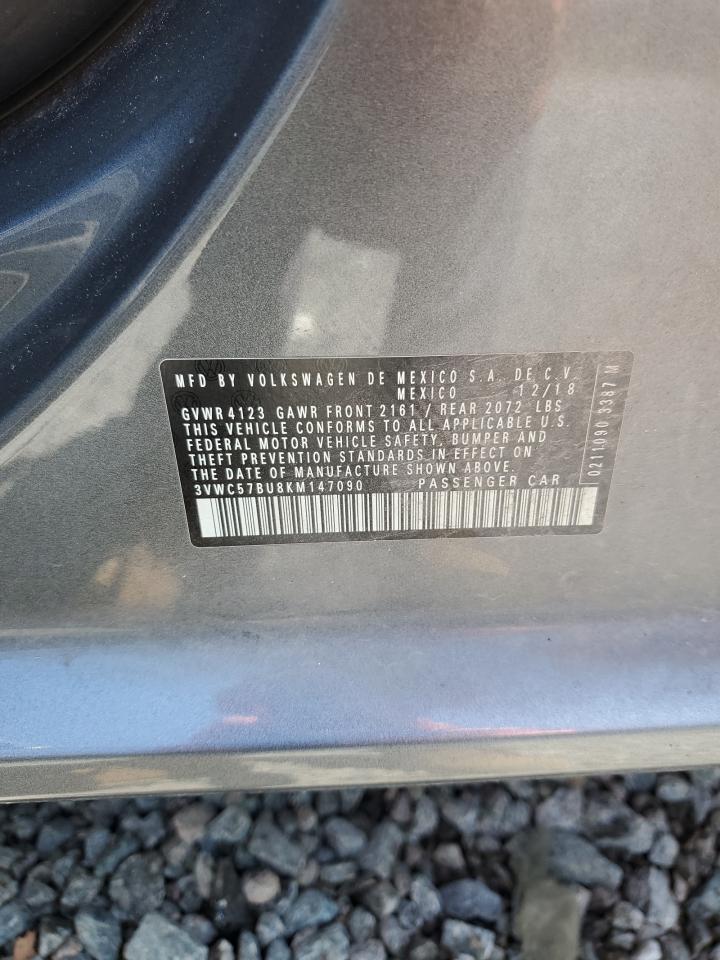 MFD BY VOLKSWAGEN DE MEXICO S.A. DE C.V.
MEXICO 12/18
GVWR 4123 GAWR FRONT 2161 / REAR 2072 LBS
THIS VEHICLE CONFORMS TO ALL APPLICABLE U.S.
FEDERAL MOTOR VEHICLE SAFETY, BUMPER AND
THEFT PREVENTION STANDARDS IN EFFECT ON
THE DATE OF MANUFACTURE SHOWN ABOVE.
3VWC57BU8KM147090 PASSENGER CAR
0211090 3387 M